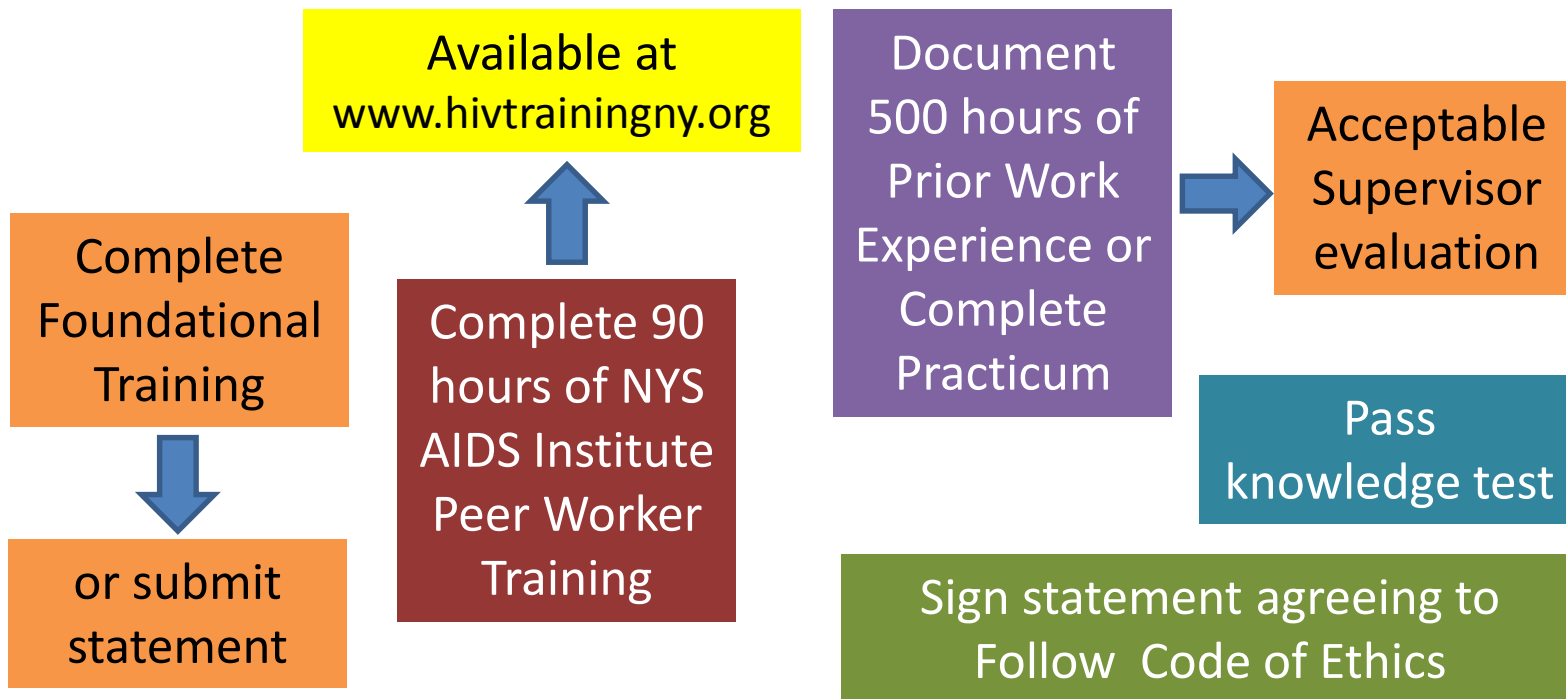 Complete
Foundational
Training
or submit
statement
Available at
www.hivtrainingny.org
Complete 90
hours of NYS
AIDS Institute
Peer Worker
Training
Document
500 hours of
Prior Work
Experience or
Complete
Practicum
Acceptable
Supervisor
evaluation
Pass
knowledge test
Sign statement agreeing to
Follow  Code of Ethics